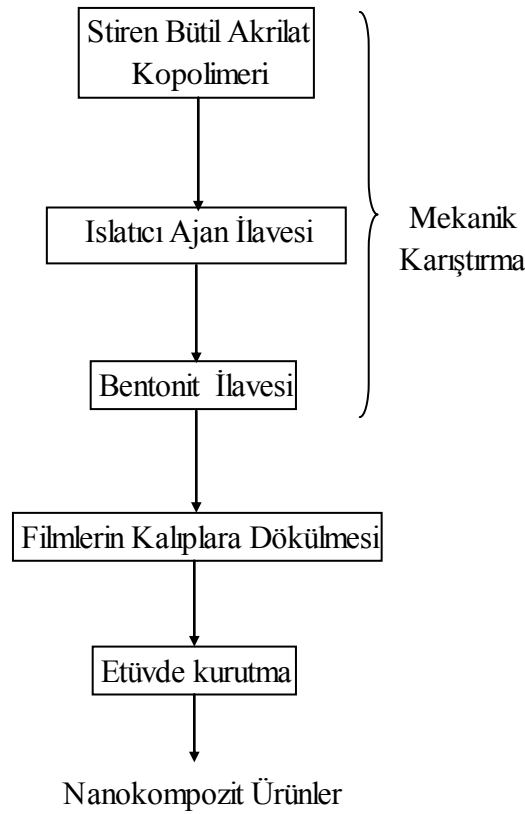 Stiren Bütil Akrilat
Kopolimeri
Islatıcı Ajan İlavesi
Mekanik
Karıştırma
Bentonit İlavesi
Filmlerin Kalıplara Dökülmesi
Etüvde kurutma
Nanokompozit Ürünler